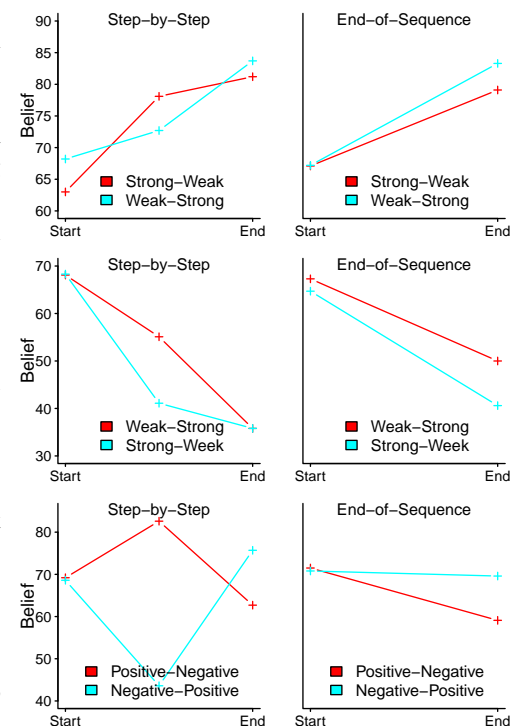 Step−by−Step
End−of−Sequence
90
85
80
75
70
65
60
Belief
Strong−Weak
Weak−Strong
Strong−Weak
Weak−Strong
Start
End
Start
End
Step−by−Step
End−of−Sequence
70
60
50
40
30
Belief
Weak−Strong
Strong−Week
Weak−Strong
Strong−Week
Start
End
Start
End
Step−by−Step
End−of−Sequence
80
70
60
50
40
Belief
Positive−Negative
Negative−Positive
Positive−Negative
Negative−Positive
Start
End
Start
End